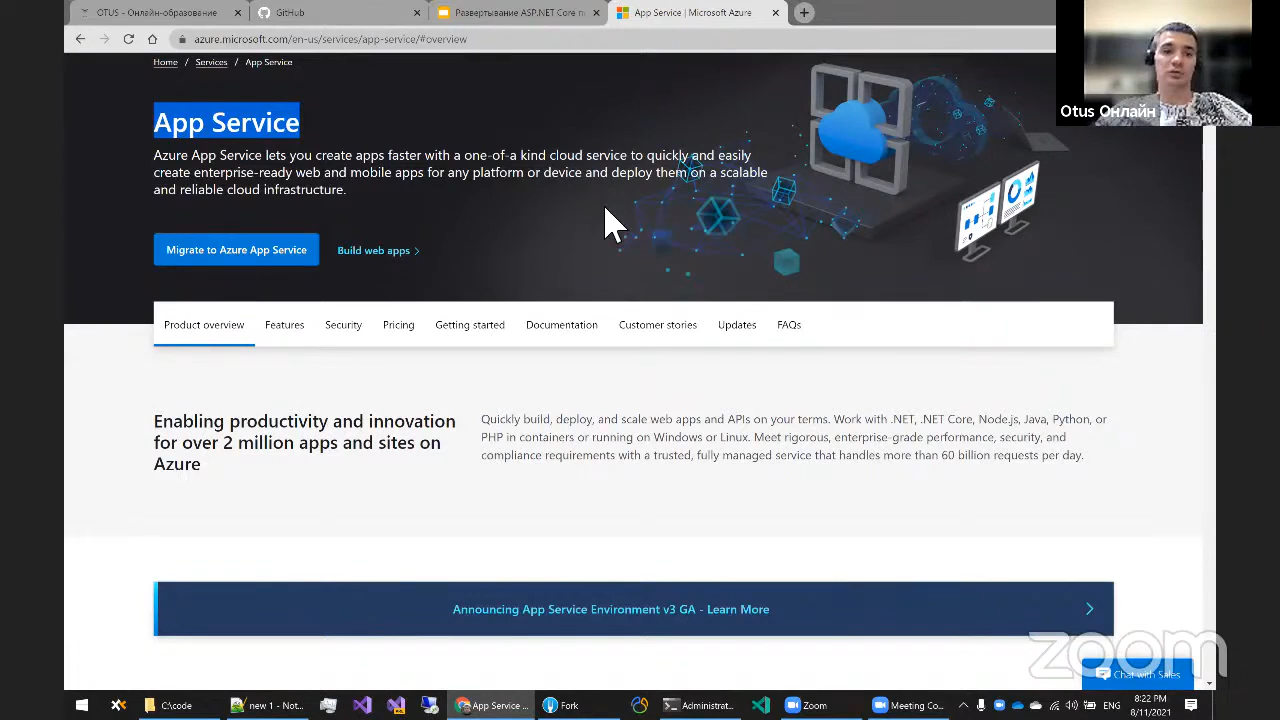 OTUS - Онлайн-образование
GitHub
Развертывание ASP.NET Core п
App Service | Microsoft Azure
azure.microsoft.com/en-us/services/app-service/#overview
Home / Services / App Service
App Service
Azure App Service lets you create apps faster with a one-of-a kind cloud service to quickly and easily
create enterprise-ready web and mobile apps for any platform or device and deploy them on a scalable
and reliable cloud infrastructure.
Migrate to Azure App Service
Build web apps
Otus Онлайн
Product overview
Features
Security
Pricing
Getting started
Documentation
Customer stories
Updates
FAQs
Enabling productivity and innovation
for over 2 million apps and sites on
Azure
Quickly build, deploy, and scale web apps and APIs on your terms. Work with .NET, .NET Core, Node.js, Java, Python, or
PHP in containers or running on Windows or Linux. Meet rigorous, enterprise-grade performance, security, and
compliance requirements with a trusted, fully managed service that handles more than 60 billion requests per day.
Announcing App Service Environment v3 GA - Learn More
zoom
Chat with Sales
C:\code
new 1 - Not...
App Service ...
Fork
Administrat...
Zoom
Meeting Co...
ENG
8:22 PM
8/11/2021